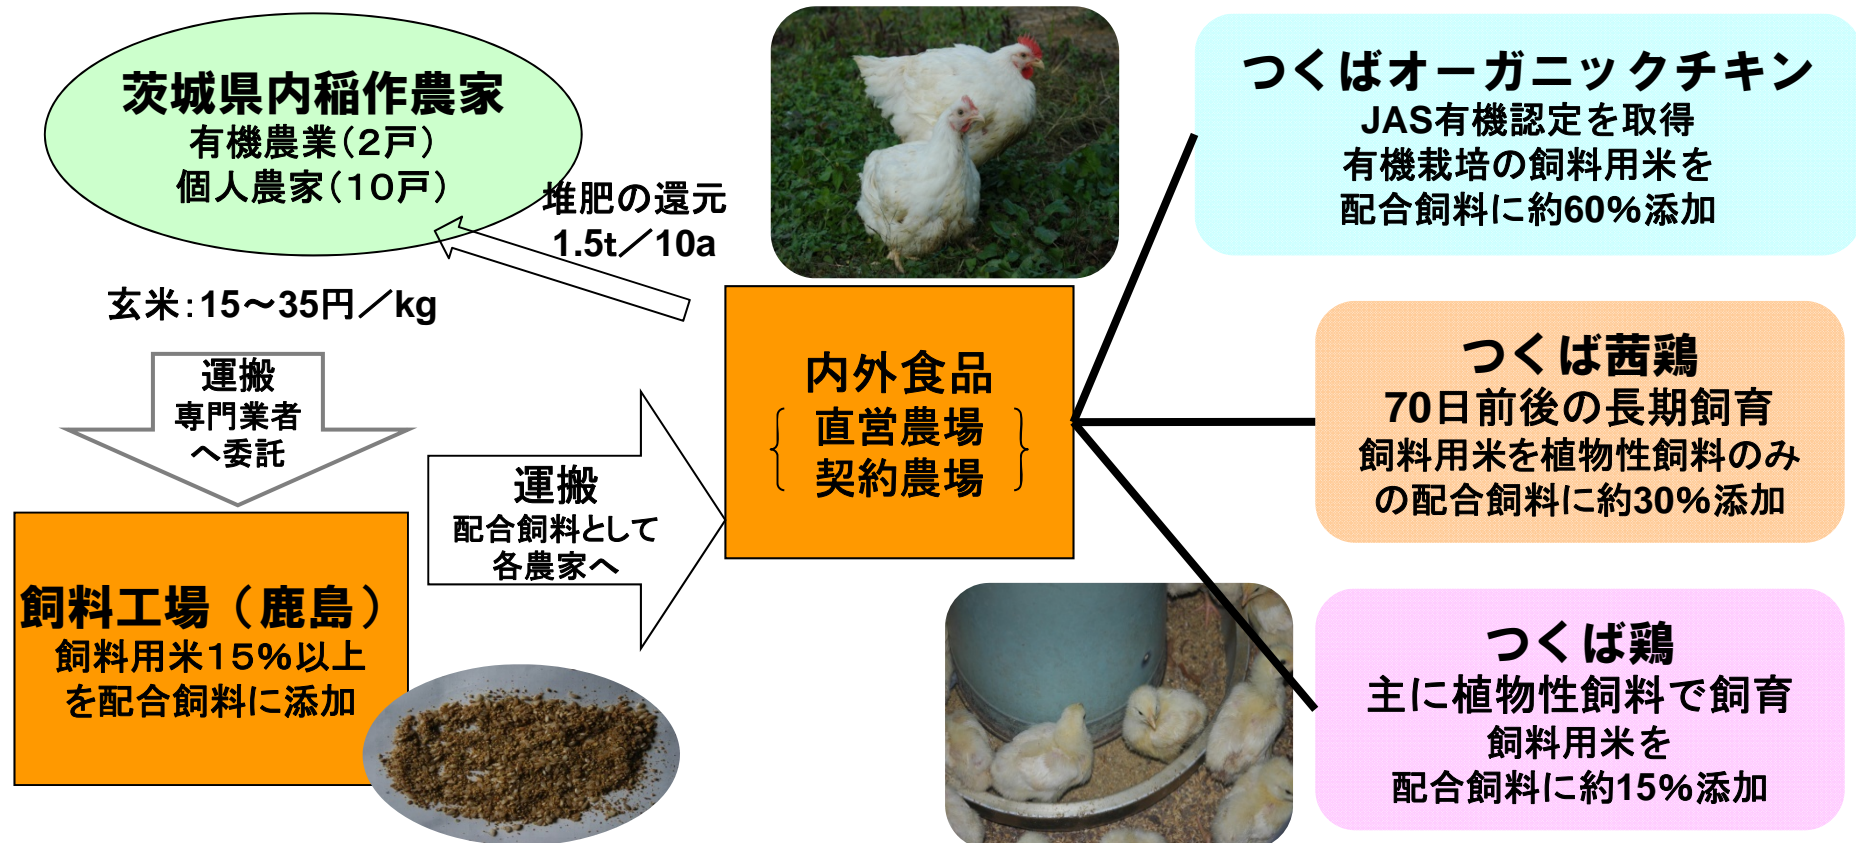 茨城県内稲作農家
有機農業(2戸)
個人農家(10戸)
堆肥の還元
1.5t／10a
玄米：15～35円／kg
運搬
専門業者
へ委託
飼料工場（鹿島）
飼料用米15%以上
を配合飼料に添加
運搬
配合飼料として
各農家へ
内外食品
直営農場
契約農場
つくばオーガニックチキン
JAS有機認定を取得
有機栽培の飼料用米を
配合飼料に約60%添加
つくば茜鶏
70日前後の長期飼育
飼料用米を植物性飼料のみ
の配合飼料に約30%添加
つくば鶏
主に植物性飼料で飼育
飼料用米を
配合飼料に約15%添加